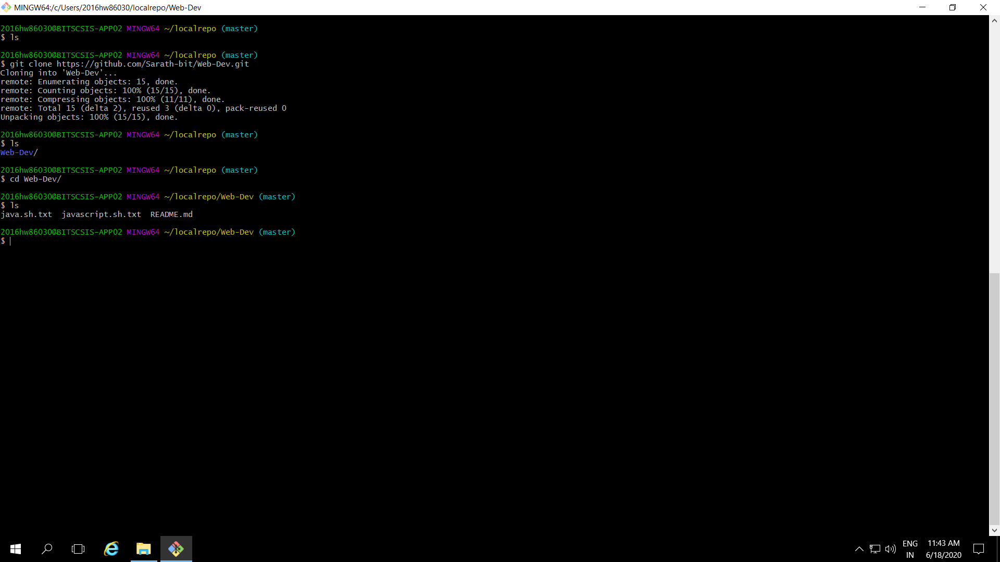 MINGW64:/c/Users/2016hw86030/localrepo/Web-Dev
2016hw86030@BITSCSIS-APP02 MINGW64 ~/localrepo (master)
$ ls
2016hw86030@BITSCSIS-APP02 MINGW64 ~/localrepo (master)
$ git clone https://github.com/Sarath-bit/Web-Dev.git
Cloning into 'Web-Dev'...
remote: Enumerating objects: 15, done.
remote: Counting objects: 100% (15/15), done.
remote: Compressing objects: 100% (11/11), done.
remote: Total 15 (delta 2), reused 3 (delta 0), pack-reused 0
Unpacking objects: 100% (15/15), done.
2016hw86030@BITSCSIS-APP02 MINGW64 ~/localrepo (master)
$ ls
Web-Dev/
2016hw86030@BITSCSIS-APP02 MINGW64 ~/localrepo (master)
$ cd Web-Dev/
2016hw86030@BITSCSIS-APP02 MINGW64 ~/localrepo/Web-Dev (master)
$ ls
java.sh.txt  javascript.sh.txt  README.md
2016hw86030@BITSCSIS-APP02 MINGW64 ~/localrepo/Web-Dev (master)
$
ENG 11:43 AM
IN 6/18/2020